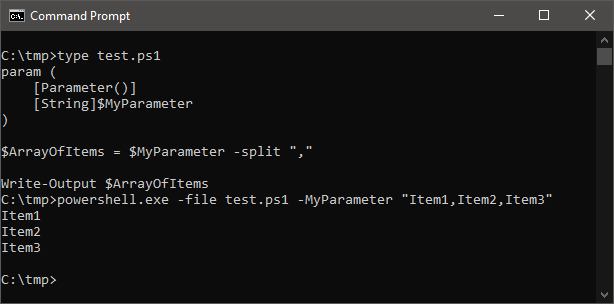 Command Prompt
C:\tmp>type test.ps1
param (
    [Parameter()]
    [String]$MyParameter
)
$ArrayOfItems = $MyParameter -split ","
Write-Output $ArrayOfItems
C:\tmp>powershell.exe -file test.ps1 -MyParameter "Item1,Item2,Item3"
Item1
Item2
Item3
C:\tmp>